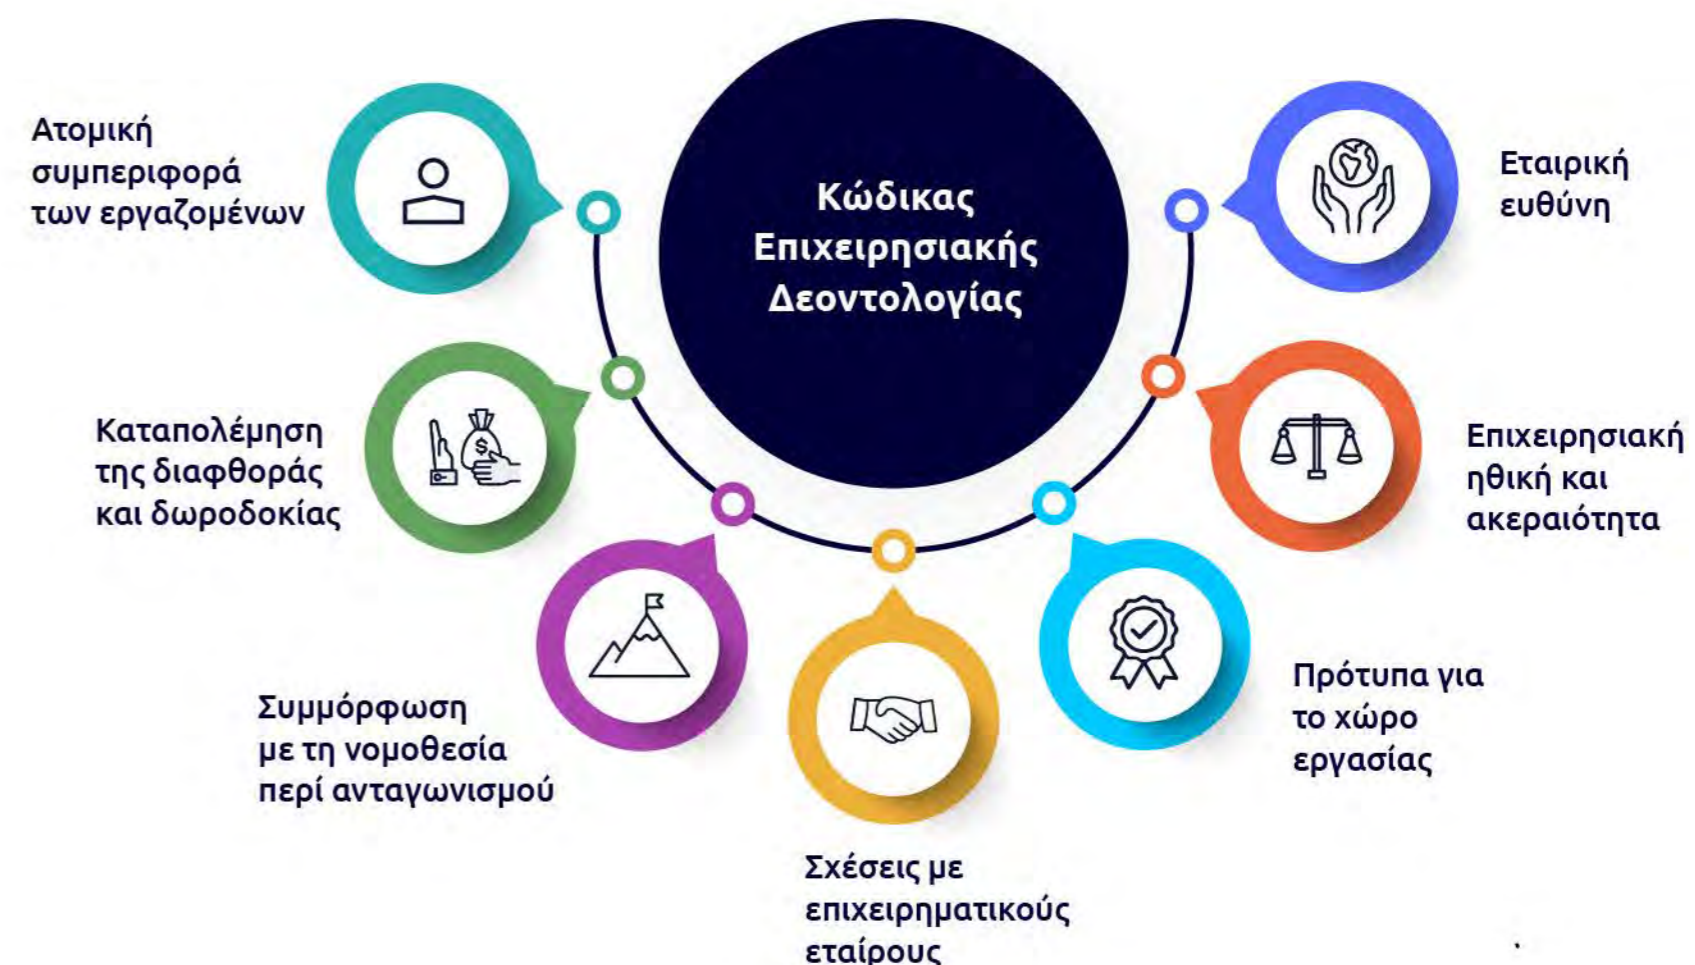 Κώδικας
Επιχειρησιακής
Δεοντολογίας
Ατομική
συμπεριφορά
των εργαζομένων
Καταπολέμηση
της διαφθοράς
και δωροδοκίας
$
Συμμόρφωση
με τη νομοθεσία
περί ανταγωνισμού
Σχέσεις με
επιχειρηματικούς
εταίρους
Πρότυπα για
το χώρο
εργασίας
Επιχειρησιακή
ηθική και
ακεραιότητα
Εταιρική
ευθύνη